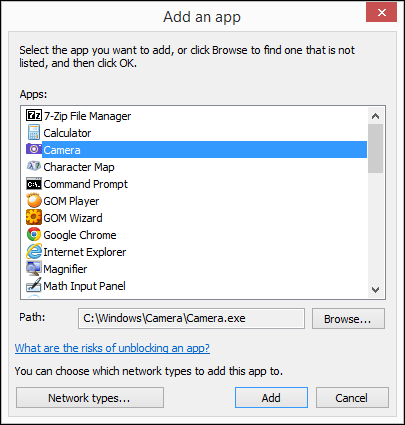 Add an app
Select the app you want to add, or click Browse to find one that is not
listed, and then click OK.
Apps:
7-Zip File Manager
Calculator
Camera
Character Map
Command Prompt
GOM Player
GOM Wizard
Google Chrome
Internet Explorer
Magnifier
Math Input Panel
Path:
C:\Windows\Camera\Camera.exe
Browse...
What are the risks of unblocking an app?
You can choose which network types to add this app to.
Network types...
Add
Cancel